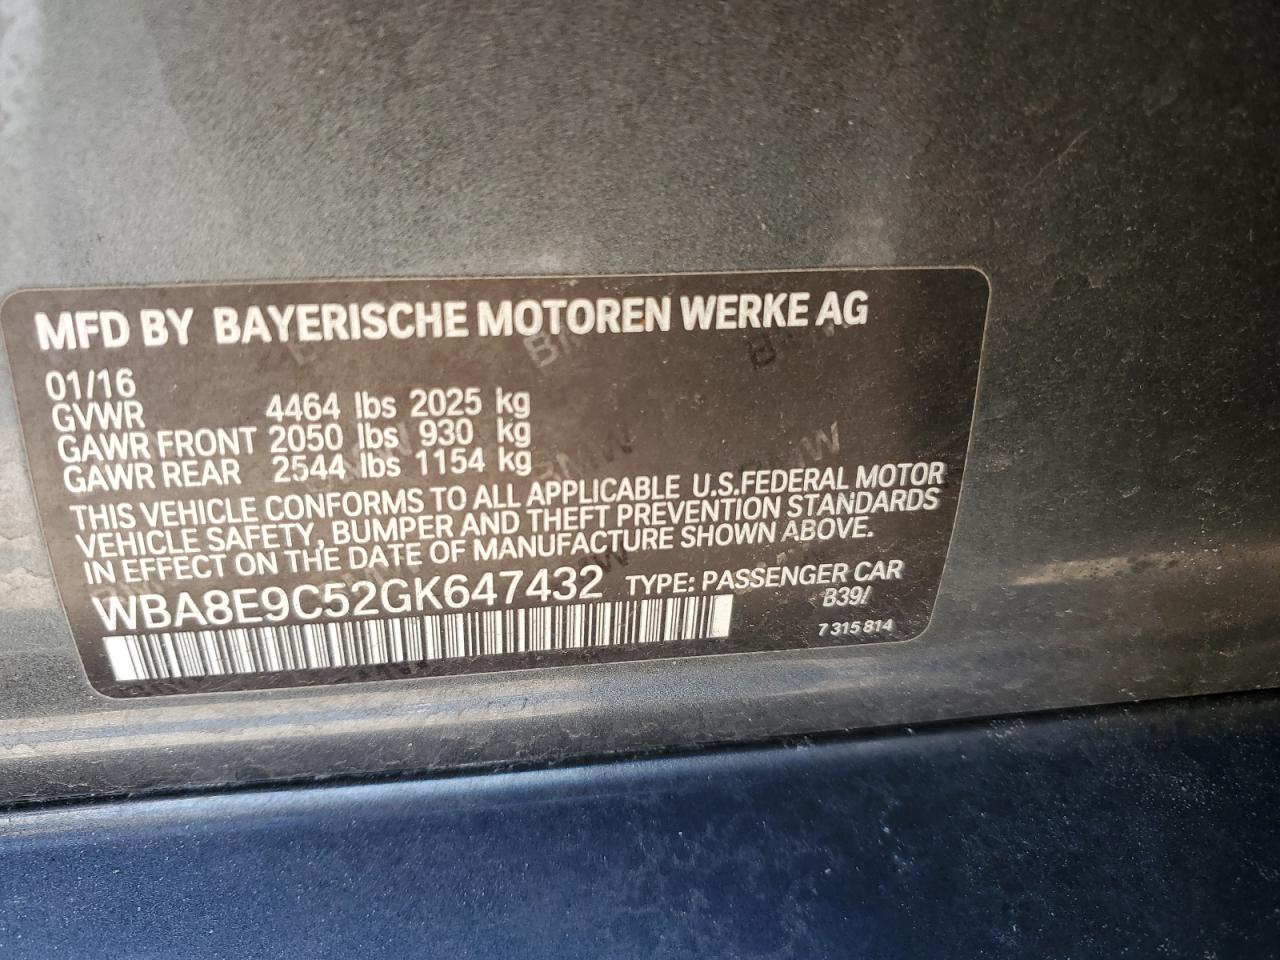 MFD BY BAYERISCHE MOTOREN WERKE AG
01/16
GVWR 4464 lbs 2025 kg
GAWR FRONT 2050 lbs 930 kg
GAWR REAR 2544 lbs 1154 kg
THIS VEHICLE CONFORMS TO ALL APPLICABLE U.S.FEDERAL MOTOR
VEHICLE SAFETY, BUMPER AND THEFT PREVENTION STANDARDS
IN EFFECT ON THE DATE OF MANUFACTURE SHOWN ABOVE.
WBA8E9C52GK647432 TYPE: PASSENGER CAR
B39/
7 315 814
BMW
BMW
BMW